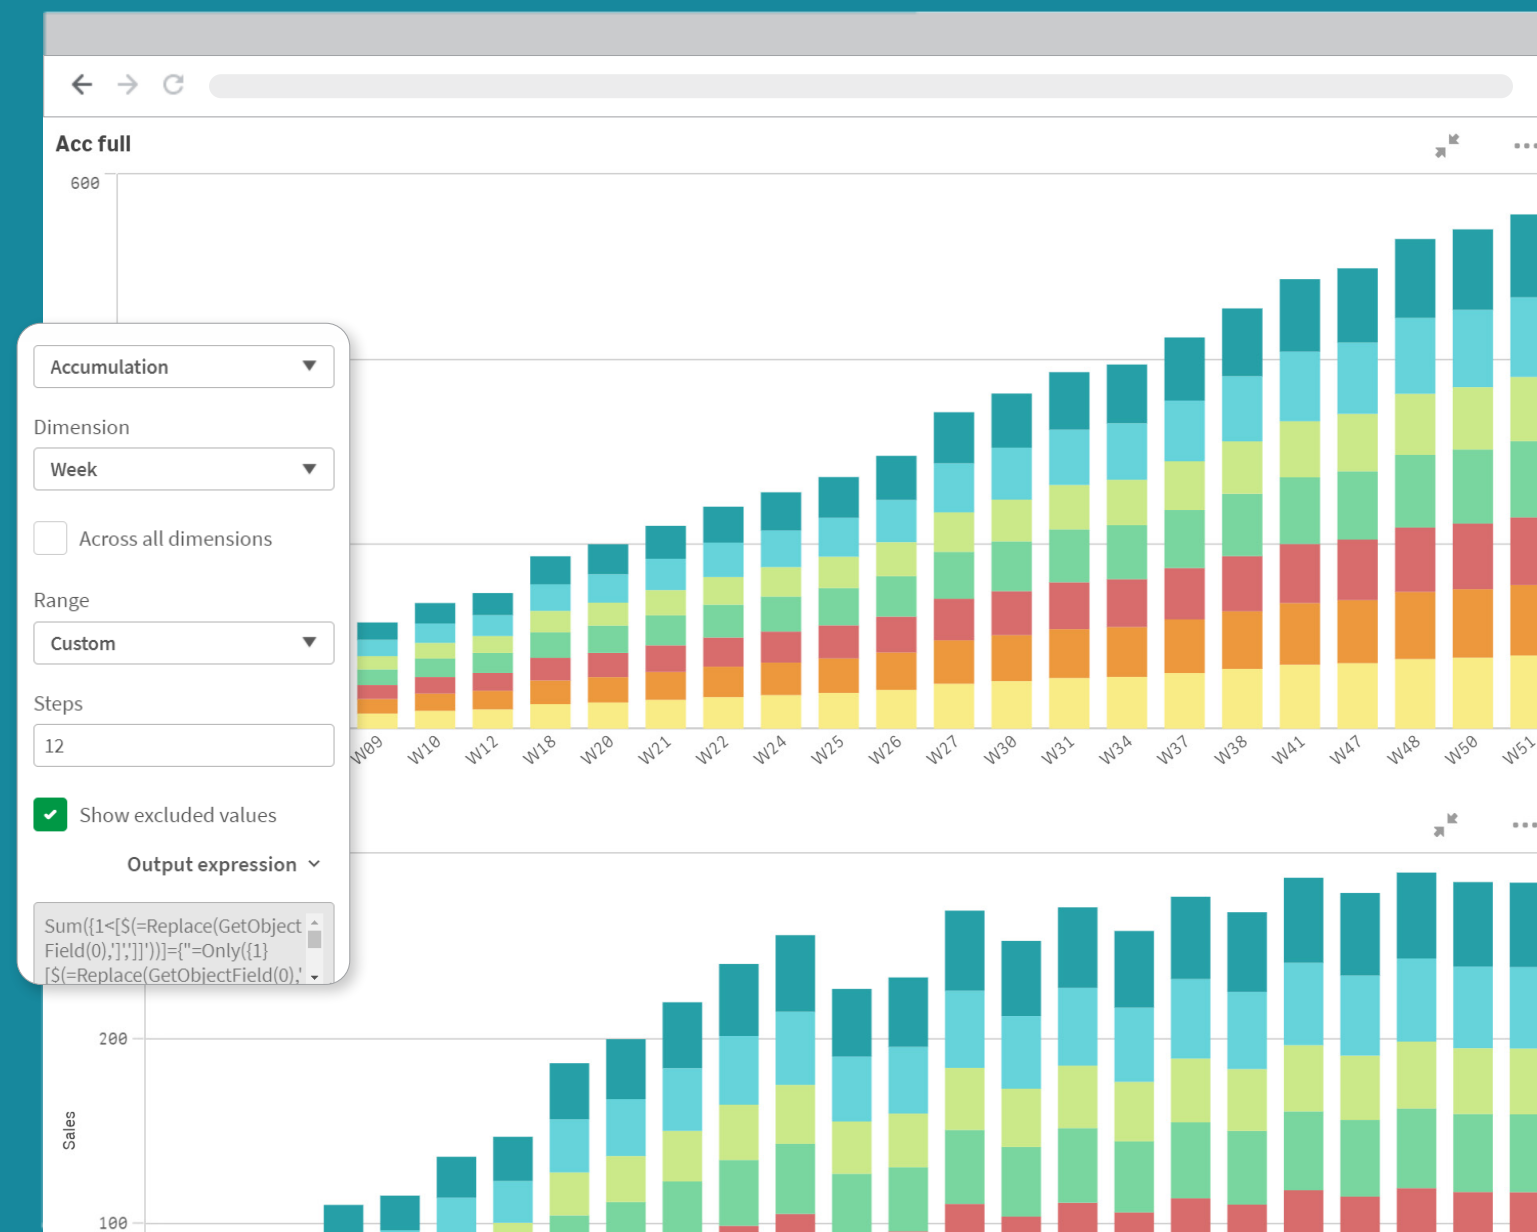 Acc full
600
Accumulation
Dimension
Week
Across all dimensions
Range
Custom
Steps
12
Show excluded values
Output expression
Sum({1<[$(=Replace(GetObject
Field(0),']',']]'))]={"=Only({1}
[$(=Replace(GetObjectField(0),'
W09 W10 W12 W18 W20 W21 W22 W24 W25 W26 W27 W30 W31 W34 W37 W38 W41 W47 W48 W50 W51
200
Sales
100